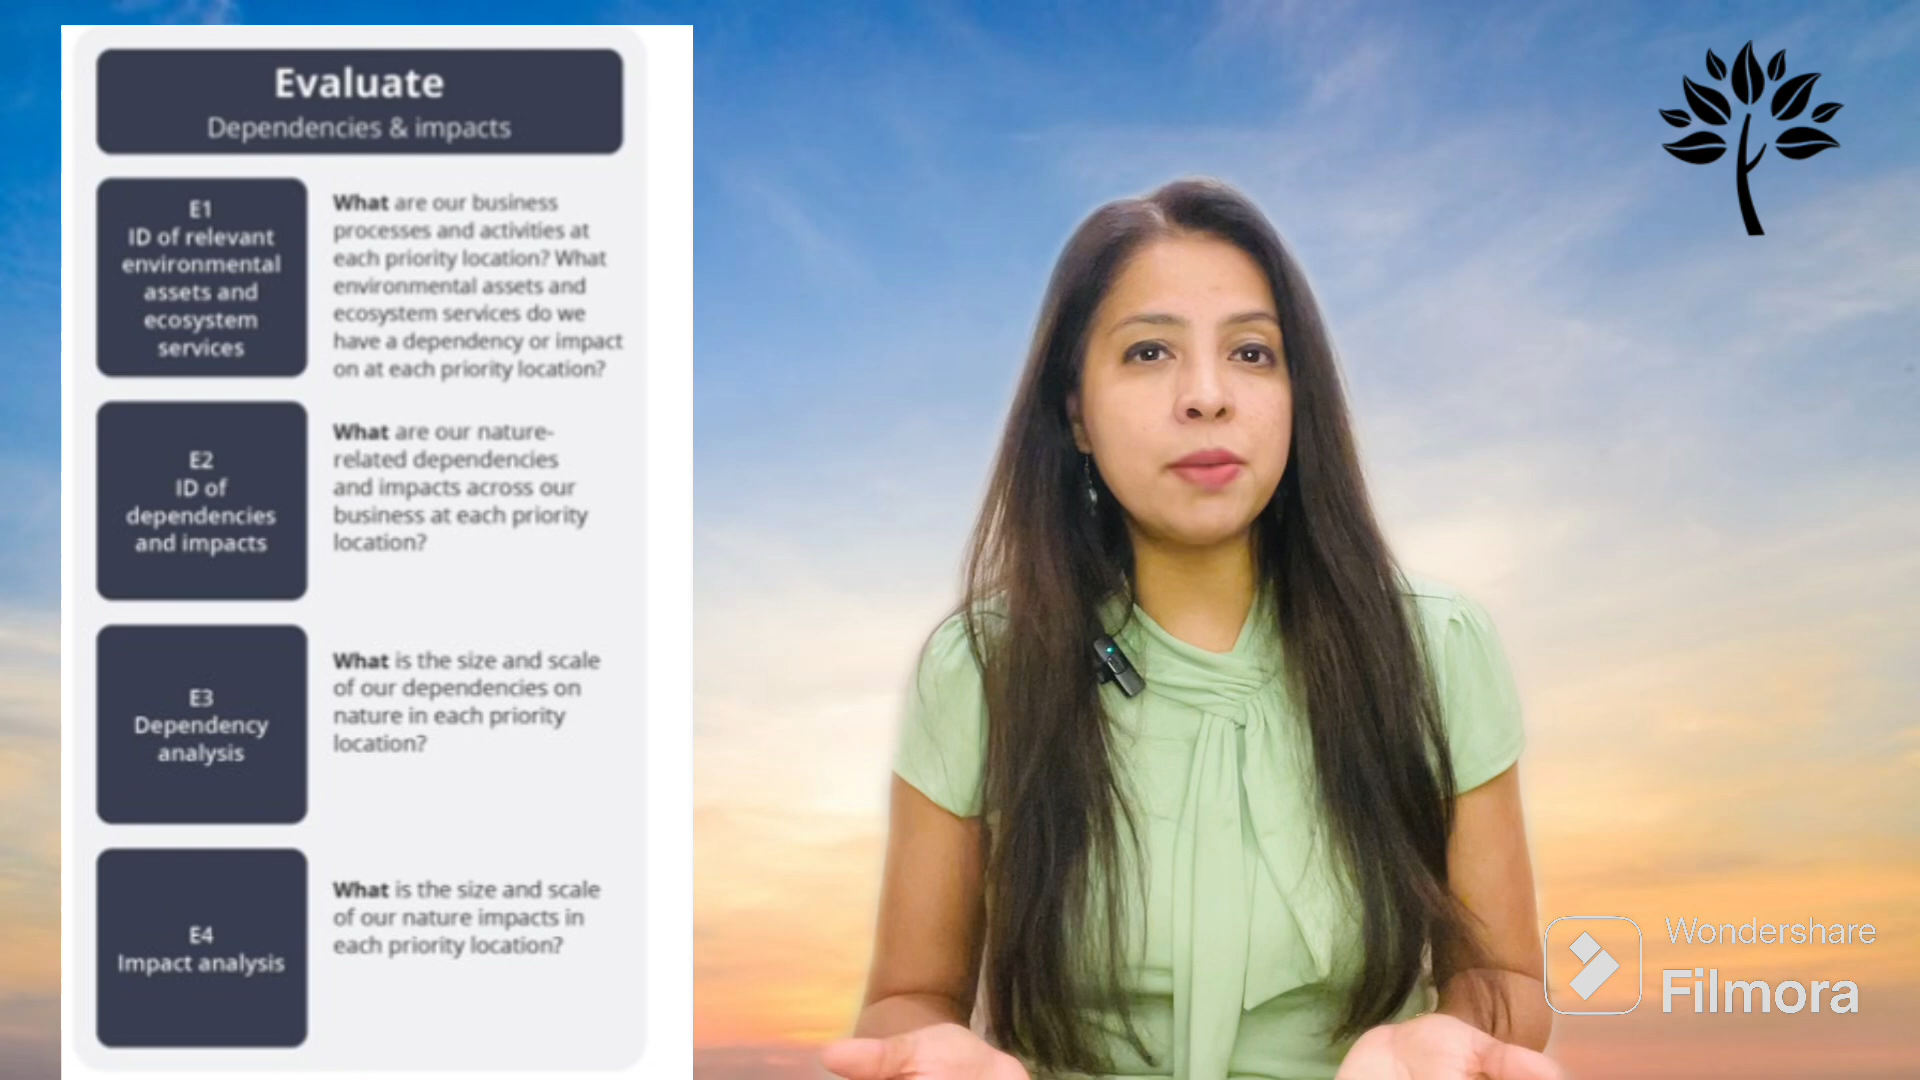 Evaluate
Dependencies & impacts
E1
ID of relevant
environmental
assets and
ecosystem
services
What are our business
processes and activities at
each priority location? What
environmental assets and
ecosystem services do we
have a dependency or impact
on at each priority location?
E2
ID of
dependencies
and impacts
What are our nature-
related dependencies
and impacts across our
business at each priority
location?
E3
Dependency
analysis
What is the size and scale
of our dependencies on
nature in each priority
location?
E4
Impact analysis
What is the size and scale
of our nature impacts in
each priority location?
Wondershare
Filmora